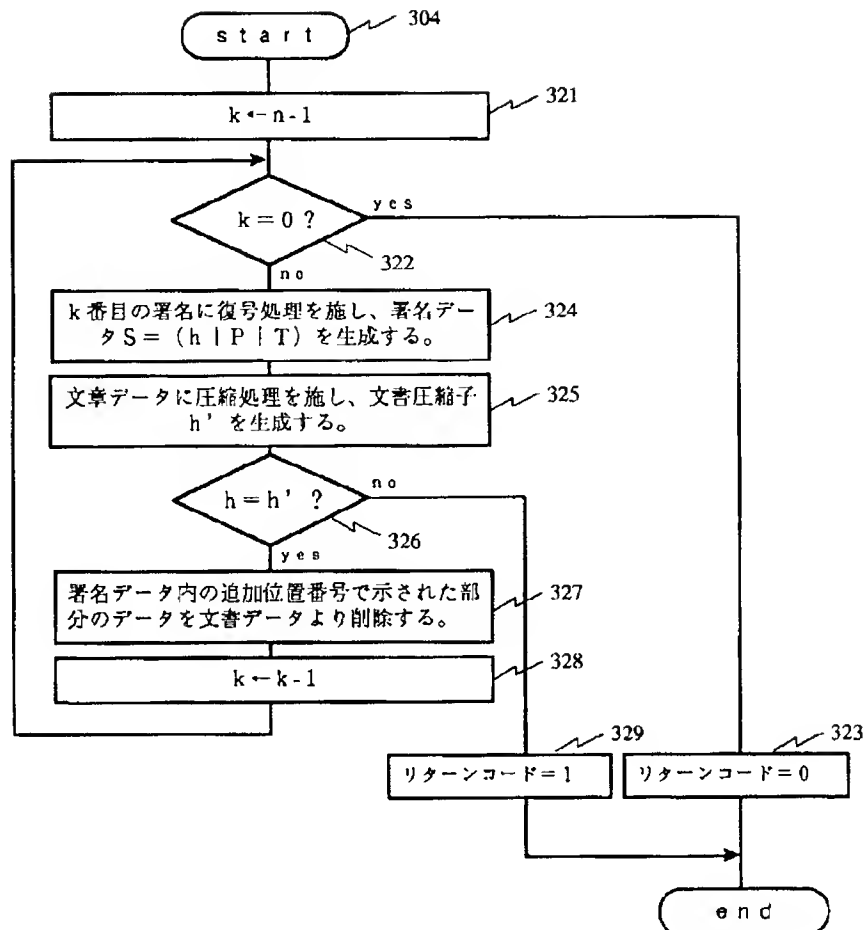 start
304
k←n-1
321
k=0?
yes
322
no
k番目の署名に復号処理を施し、署名デー
タS=(h|P|T)を生成する。
324
文章データに圧縮処理を施し、文書圧縮子
h'を生成する。
325
h=h'?
no
326
yes
署名データ内の追加位置番号で示された部
分のデータを文書データより削除する。
327
k←k-1
328
329
リターンコード=1
323
リターンコード=0
end